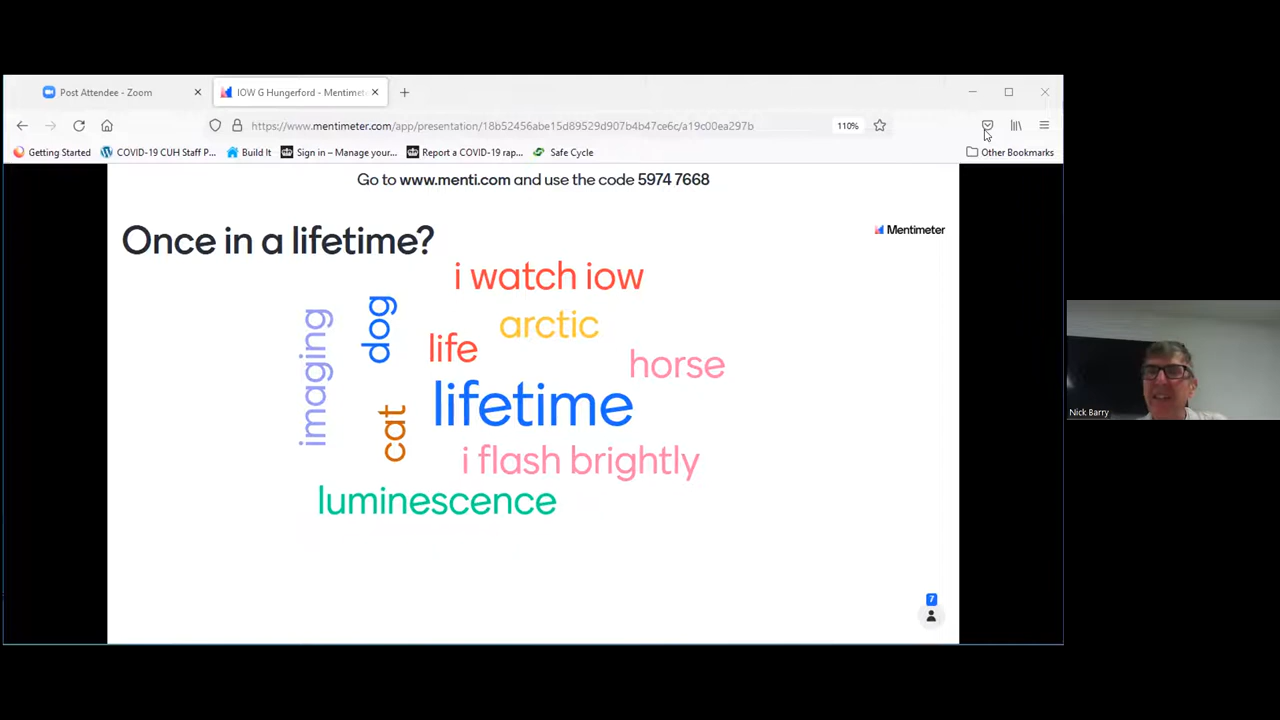 Post Attendee - Zoom
IOW G Hungerford - Mentimete
https://www.mentimeter.com/app/presentation/18b52456abe15d89529d907b4b47ce6c/a19c00ea297b
110%
Getting Started
COVID-19 CUH Staff P...
Build It
Sign in – Manage your...
Report a COVID-19 rap...
Safe Cycle
Other Bookmarks
Go to www.menti.com and use the code 5974 7668
Once in a lifetime?
Mentimeter
i watch iow
dog
imaging
arctic
life
horse
lifetime
cat
i flash brightly
luminescence
7
Nick Barry